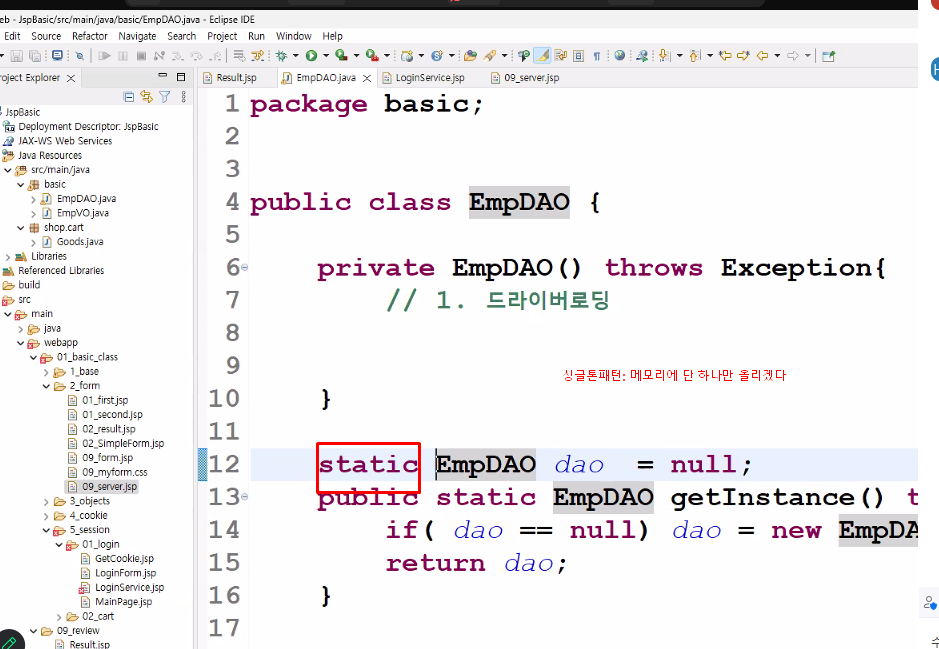 eb - JspBasic/src/main/java/basic/EmpDAO.java - Eclipse IDE
Edit Source Refactor Navigate Search Project Run Window Help
roject Explorer
Result.jsp EmpDAO.java LoginService.jsp 09_server.jsp
JspBasic
Deployment Descriptor: JspBasic
JAX-WS Web Services
Java Resources
src/main/java
basic
EmpDAO.java
EmpVO.java
shop.cart
Goods.java
Libraries
Referenced Libraries
build
src
main
java
webapp
01_basic_class
1_base
2_form
01_first.jsp
01_second.jsp
02_result.jsp
02_SimpleForm.jsp
09_form.jsp
09_myform.css
09_server.jsp
3_objects
4_cookie
5_session
01_login
GetCookie.jsp
LoginForm.jsp
LoginService.jsp
MainPage.jsp
02_cart
09_review
Result.jsp
1 package basic;
2
3
4 public class EmpDAO {
5
6 private EmpDAO() throws Exception{
7 // 1. 드라이버로딩
8
9
싱글톤패턴: 메모리에 단 하나만 올리겠다
10 }
11
12 static EmpDAO dao = null;
13 public static EmpDAO getInstance() t
14 if( dao == null) dao = new EmpDA
15 return dao;
16 }
17